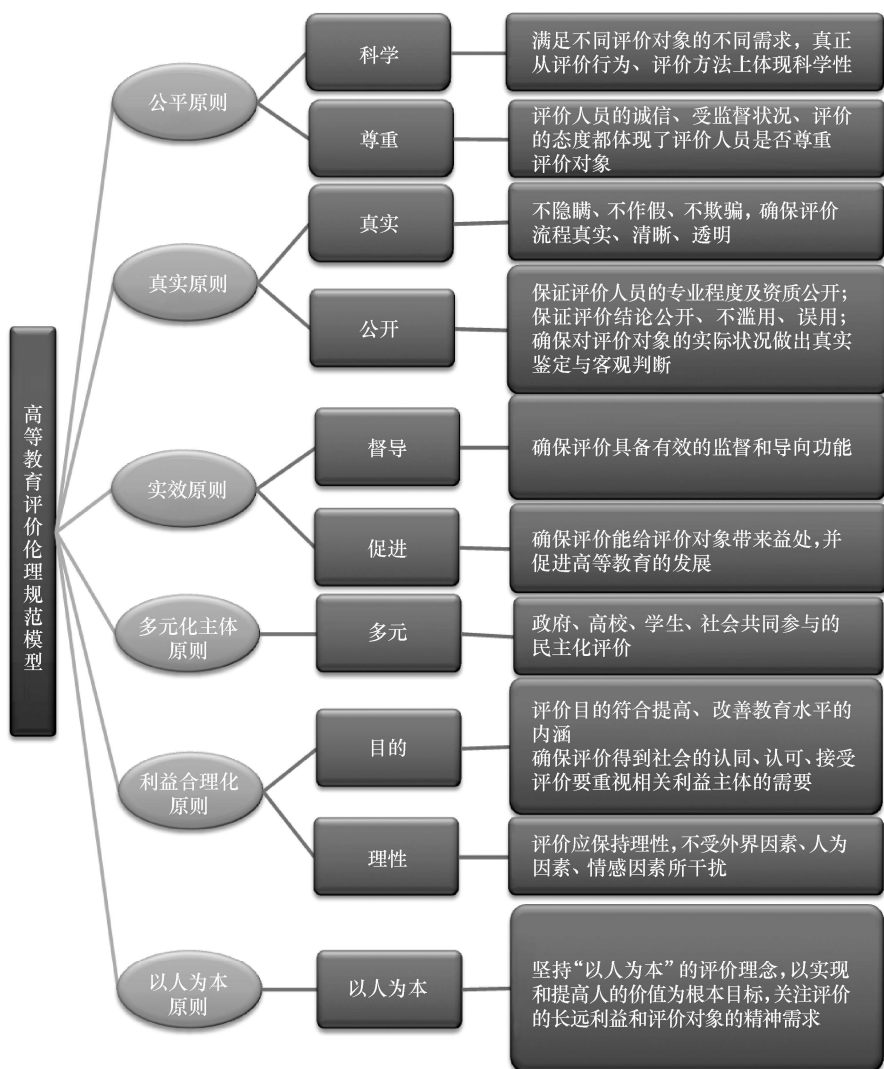 高等教育评价伦理规范模型
公平原则
科学
满足不同评价对象的不同需求，真正
从评价行为、评价方法上体现科学性
尊重
评价人员的诚信、受监督状况、评价
的态度都体现了评价人员是否尊重
评价对象
真实原则
真实
不隐瞒、不作假、不欺骗，确保评价
流程真实、清晰、透明
公开
保证评价人员的专业程度及资质公开；
保证评价结论公开、不滥用、误用；
确保对评价对象的实际状况做出真实
鉴定与客观判断
实效原则
督导
确保评价具备有效的监督和导向功能
促进
确保评价能给评价对象带来益处，并
促进高等教育的发展
多元化主体
原则
多元
政府、高校、学生、社会共同参与的
民主化评价
利益合理化
原则
目的
评价目的符合提高、改善教育水平的
内涵
确保评价得到社会的认同、认可、接受
评价要重视相关利益主体的需要
理性
评价应保持理性，不受外界因素、人为
因素、情感因素所干扰
以人为本
原则
以人为本
坚持“以人为本”的评价理念，以实现
和提高人的价值为根本目标，关注评价
的长远利益和评价对象的精神需求